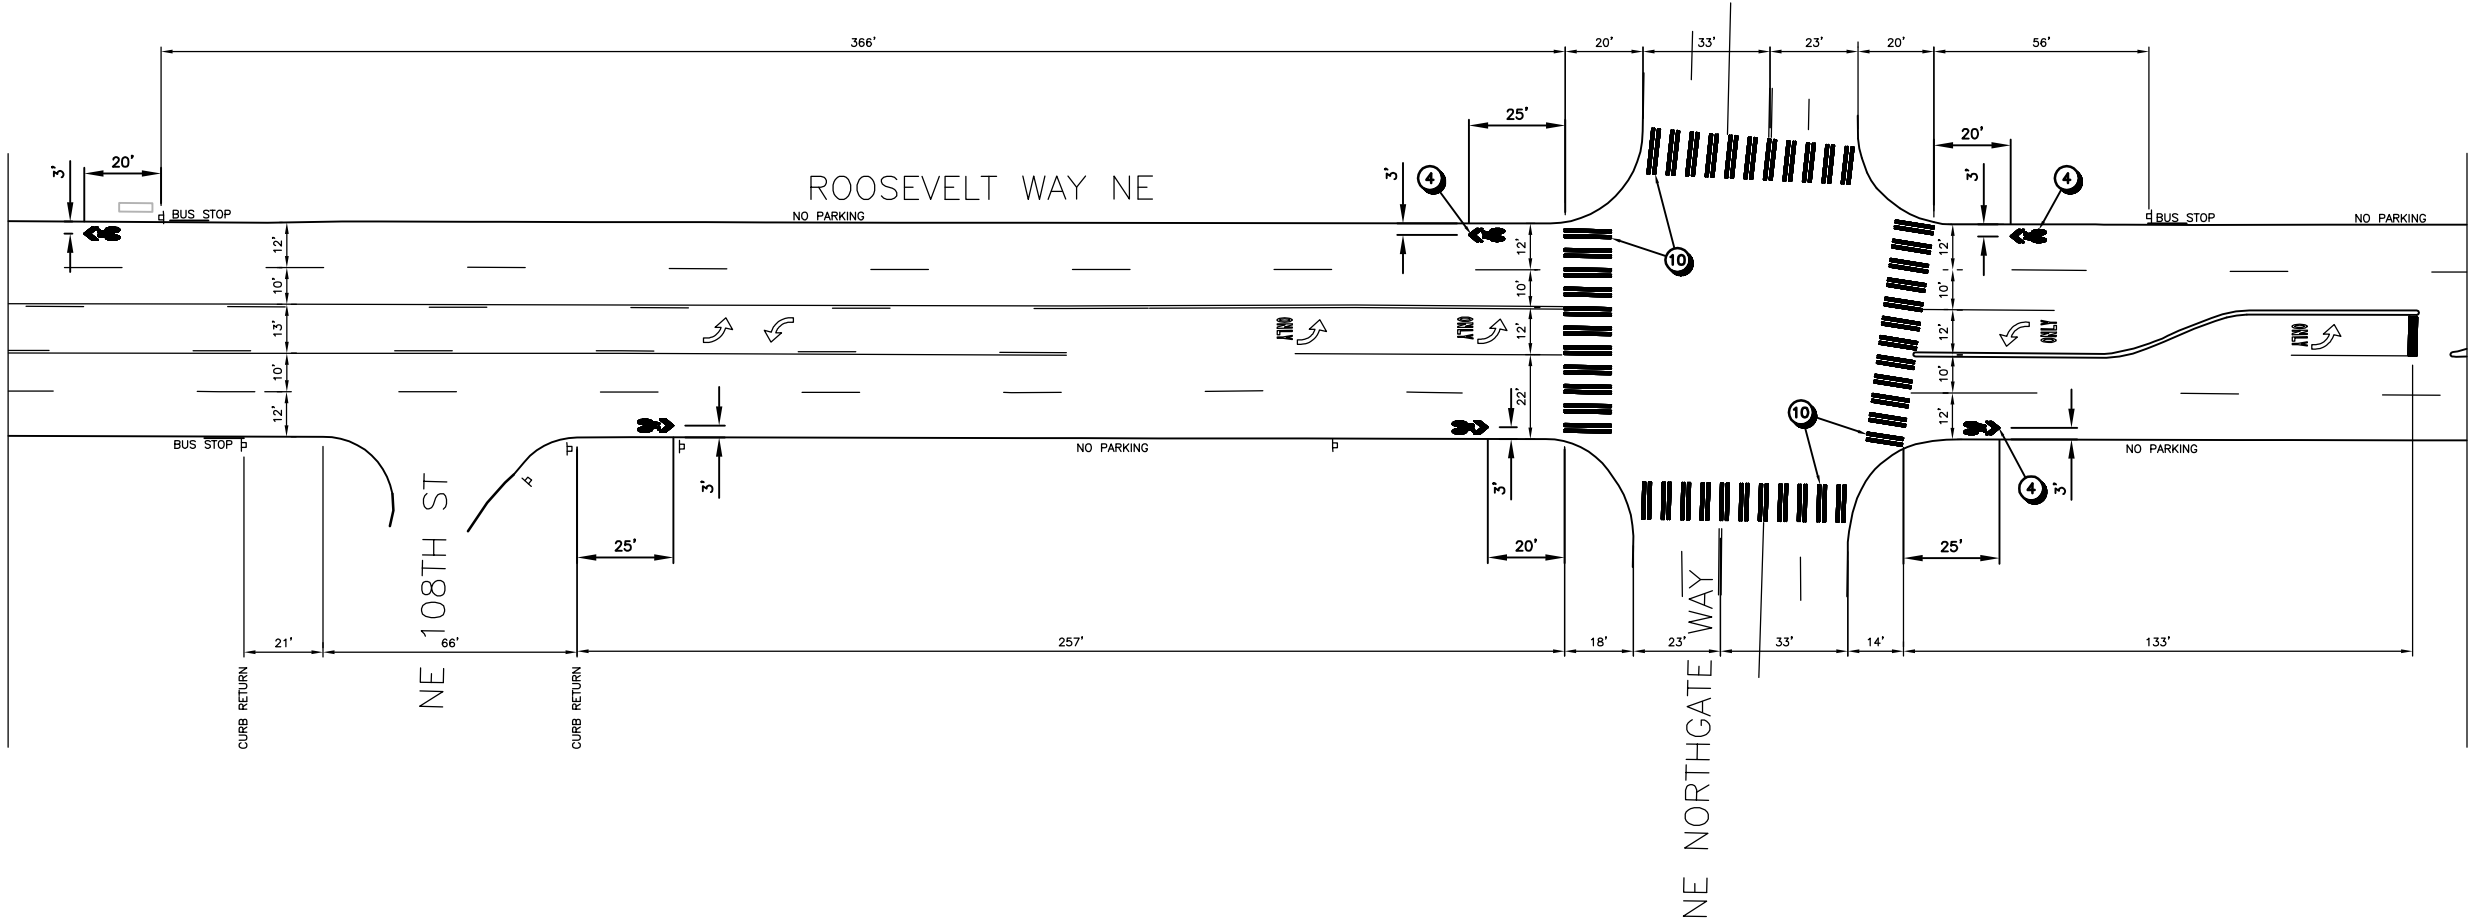 366'
20'
33'
23'
20'
56'
25'
20'
20'
3'
3'
3'
4
4
ROOSEVELT WAY NE
BUS STOP
NO PARKING
BUS STOP
NO PARKING
12'
12'
12'
10
10'
10'
10'
13'
12'
12'
ONLY
ONLY
ONLY
ONLY
10'
22'
10'
12'
12'
10
BUS STOP
NO PARKING
NO PARKING
3'
3'
4
3'
25'
20'
25'
NE 108TH ST
21'
66'
257'
18'
23'
33'
14'
133'
CURB RETURN
CURB RETURN
NE NORTHGATE WAY